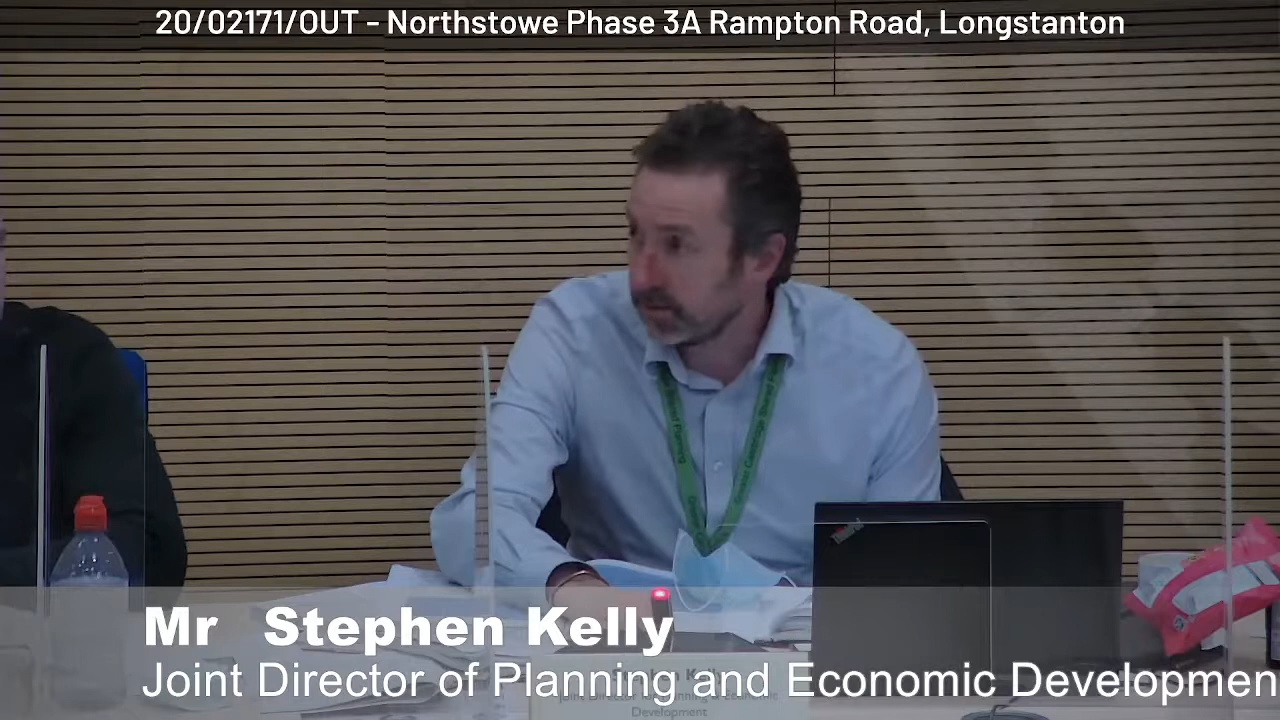 20/02171/OUT - Northstowe Phase 3A Rampton Road, Longstanton
Mr Stephen Kelly
Joint Director of Planning and Economic Developmen
Development